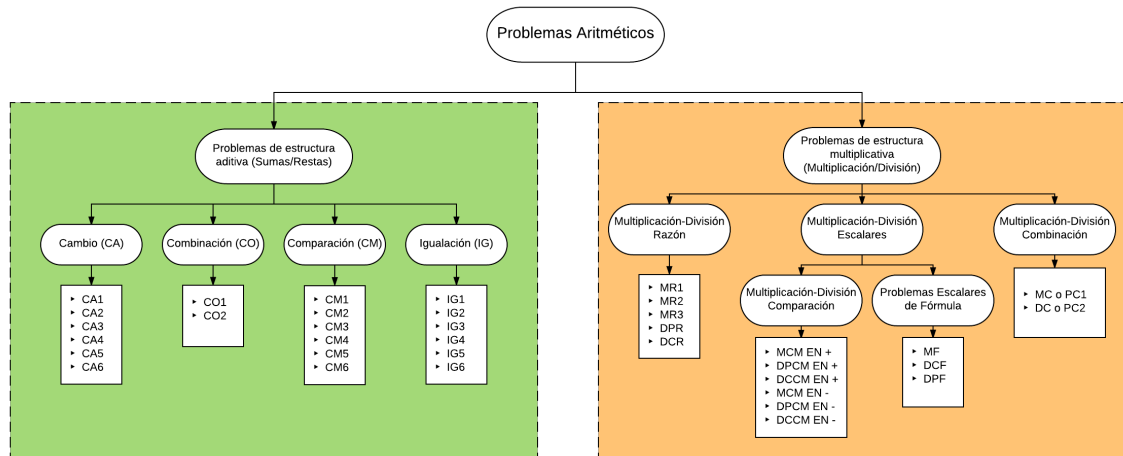 Problemas Aritméticos
Problemas de estructura
aditiva (Sumas/Restas)
Cambio (CA)
Combinación (CO)
Comparación (CM)
Igualación (IG)
CA1
CA2
CA3
CA4
CA5
CA6
CO1
CO2
CM1
CM2
CM3
CM4
CM5
CM6
IG1
IG2
IG3
IG4
IG5
IG6
Problemas de estructura
multiplicativa
(Multiplicación/División)
Multiplicación-División
Razón
Multiplicación-División
Escalares
Multiplicación-División
Combinación
MR1
MR2
MR3
DPR
DCR
Multiplicación-División
Comparación
Problemas Escalares
de Fórmula
MC o PC1
DC o PC2
MCM EN +
DPCM EN +
DCCM EN +
MCM EN -
DPCM EN -
DCCM EN -
MF
DCF
DPF